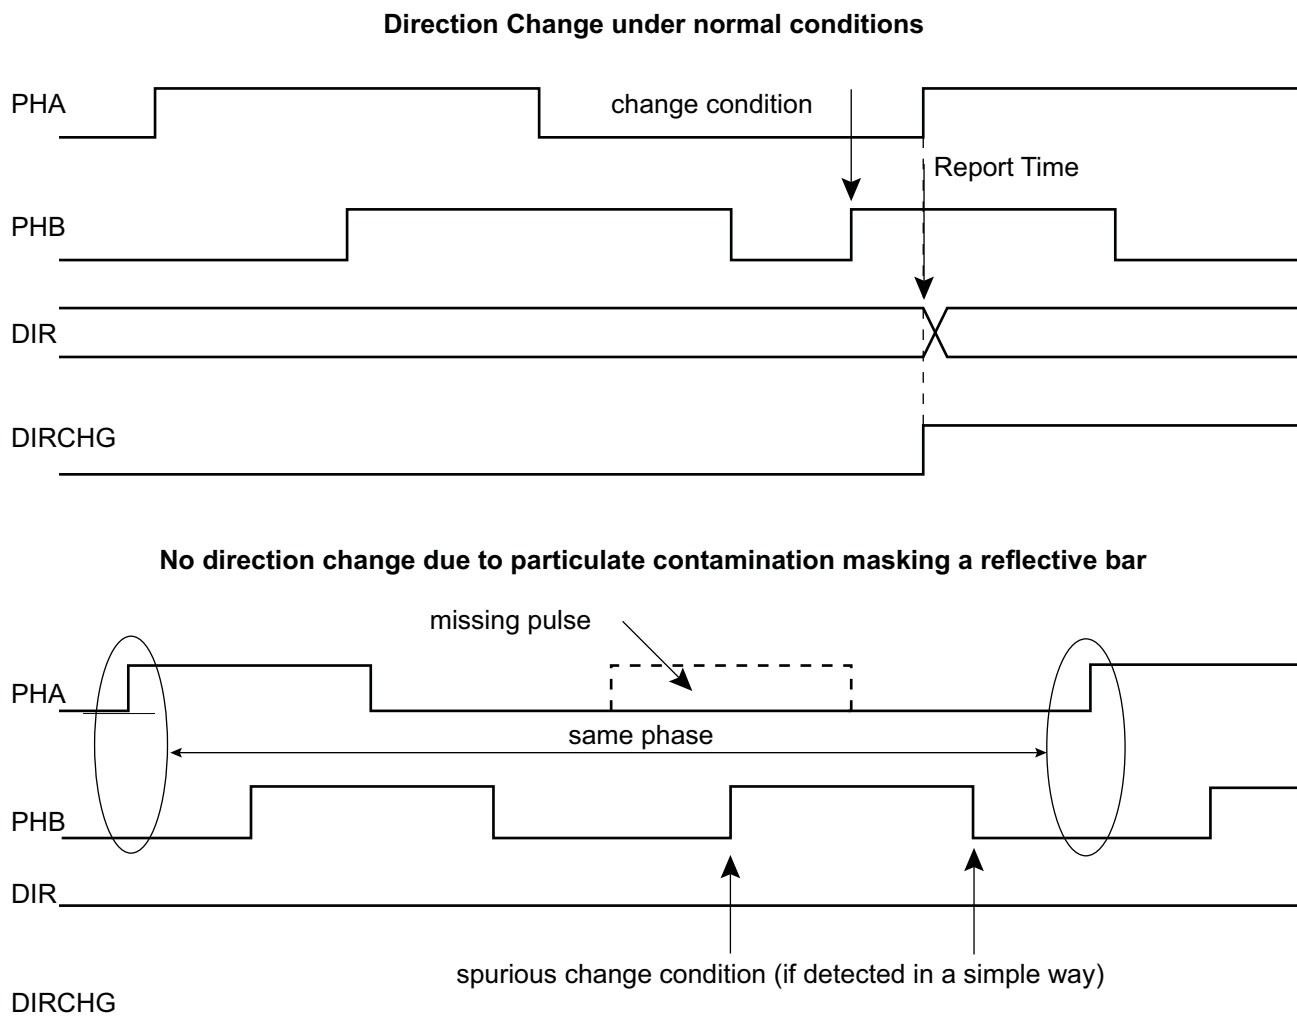 Direction Change under normal conditions
PHA
change condition
Report Time
PHB
DIR
DIRCHG
No direction change due to particulate contamination masking a reflective bar
missing pulse
PHA
same phase
PHB
DIR
spurious change condition (if detected in a simple way)
DIRCHG